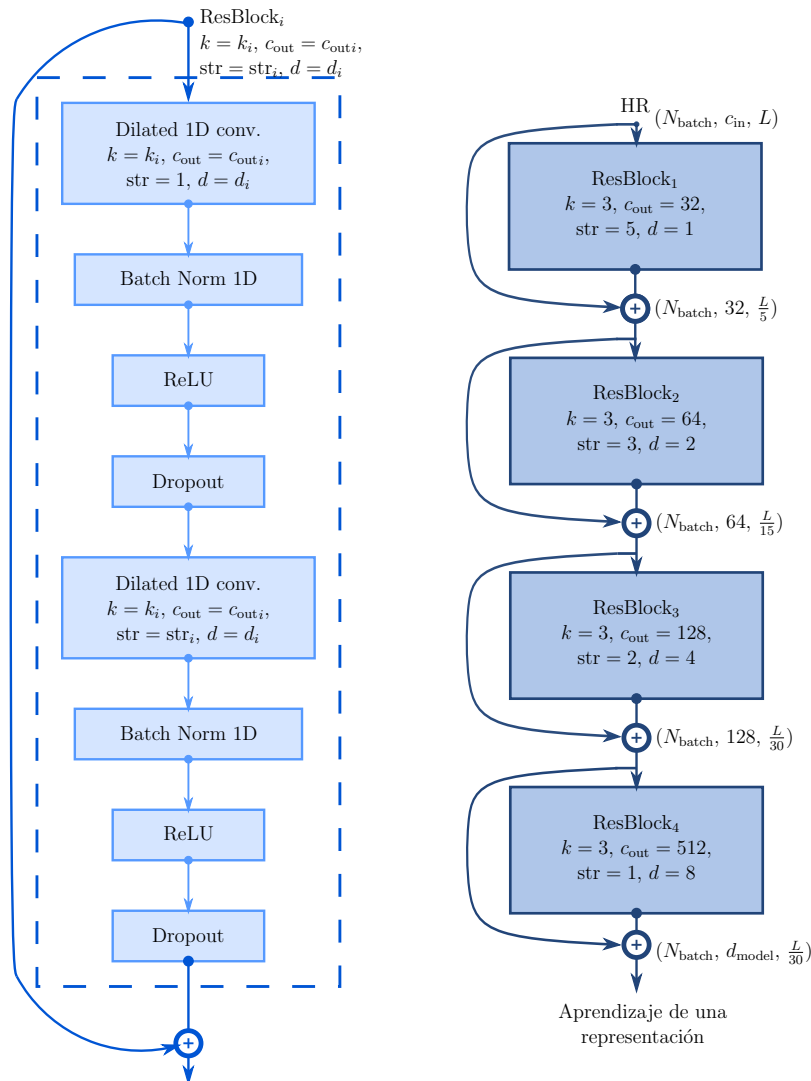 ResBlock_i
k = k_i, c_out = c_out i,
str = str_i, d = d_i
Dilated 1D conv.
k = k_i, c_out = c_out i,
str = 1, d = d_i
Batch Norm 1D
ReLU
Dropout
Dilated 1D conv.
k = k_i, c_out = c_out i,
str = str_i, d = d_i
Batch Norm 1D
ReLU
Dropout
+
HR
(N_batch, c_in, L)
ResBlock_1
k = 3, c_out = 32,
str = 5, d = 1
+
(N_batch, 32, L/5)
ResBlock_2
k = 3, c_out = 64,
str = 3, d = 2
+
(N_batch, 64, L/15)
ResBlock_3
k = 3, c_out = 128,
str = 2, d = 4
+
(N_batch, 128, L/30)
ResBlock_4
k = 3, c_out = 512,
str = 1, d = 8
+
(N_batch, d_model, L/30)
Aprendizaje de una
representación